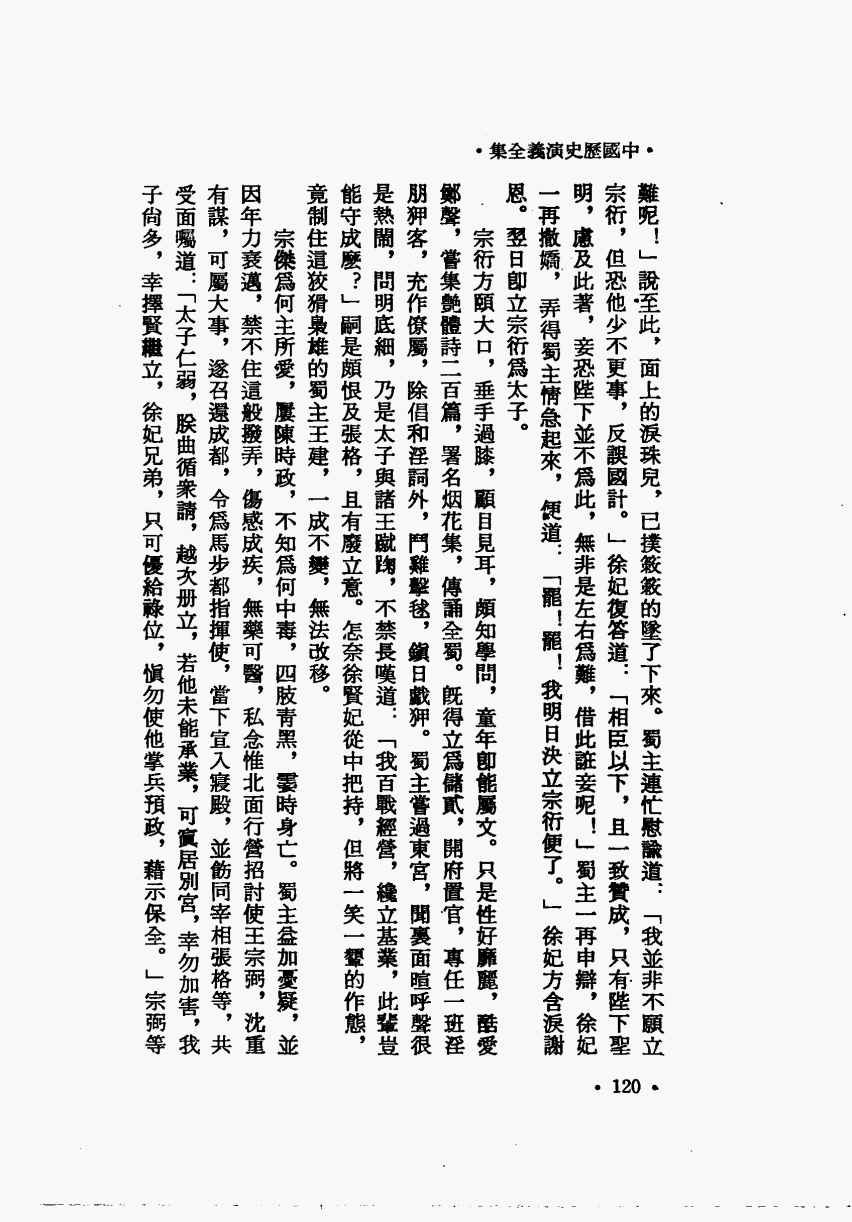 •中國歷史演義全集•
難呢！」說至此，面上的淚珠兒，已撲簌簌的墜了下來。蜀主連忙慰諭道：「我並非不願立
宗衍，但恐他少不更事，反誤國計。」徐妃復答道：「相臣以下，且一致贊成，只有陛下聖
明，慮及此著，妾恐陛下並不爲此，無非是左右爲難，借此誑妾呢！」蜀主一再申辯，徐妃
一再撒嬌，弄得蜀主情急起來，便道：「罷！罷！我明日決立宗衍便了。」徐妃方含淚謝
恩。翌日卽立宗衍爲太子。
宗衍方頤大口，垂手過膝，顧目見耳，頗知學問，童年卽能屬文。只是性好靡麗，酷愛
鄭聲，嘗集艷體詩二百篇，署名烟花集，傳誦全蜀。旣得立爲儲貳，開府置官，專任一班淫
朋狎客，充作僚屬，除倡和淫詞外，鬥雞擊毬，鎭日戲狎。蜀主嘗過東宮，聞裏面喧呼聲很
是熱鬧，問明底細，乃是太子與諸王蹴踘，不禁長嘆道：「我百戰經營，纔立基業，此輩豈
能守成麽？」嗣是頗恨及張格，且有廢立意。怎奈徐賢妃從中把持，但將一笑一顰的作態，
竟制住這狡猾梟雄的蜀主王建，一成不變，無法改移。
宗傑爲何主所愛，屢陳時政，不知爲何中毒，四肢靑黑，霎時身亡。蜀主益加憂疑，並
因年力衰邁，禁不住這般撥弄，傷感成疾，無藥可醫，私念惟北面行營招討使王宗弼，沈重
有謀，可屬大事，遂召還成都，令爲馬步都指揮使，當下宣入寢殿，並飭同宰相張格等，共
受面囑道：「太子仁弱，朕曲循衆請，越次册立，若他未能承業，可寘居別宮，幸勿加害，我
子尙多，幸擇賢繼立，徐妃兄弟，只可優給祿位，愼勿使他掌兵預政，藉示保全。」宗弼等
•120•